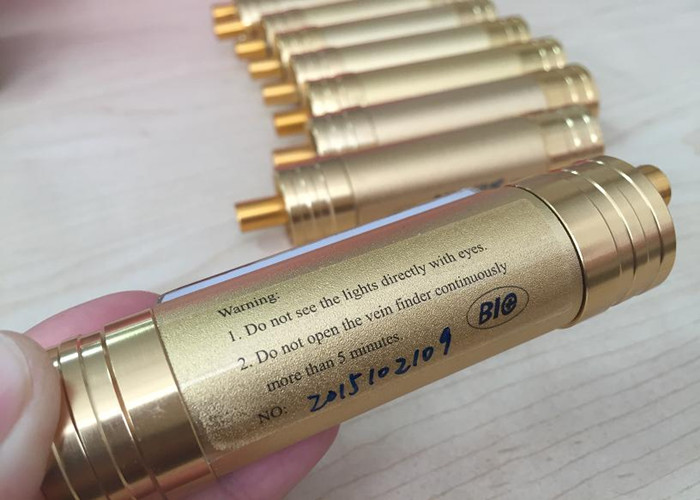 Warning:
1. Do not see the lights directly with eyes.
2. Do not open the vein finder continuously
more than 5 minutes.
BIO
NO: 2015102109